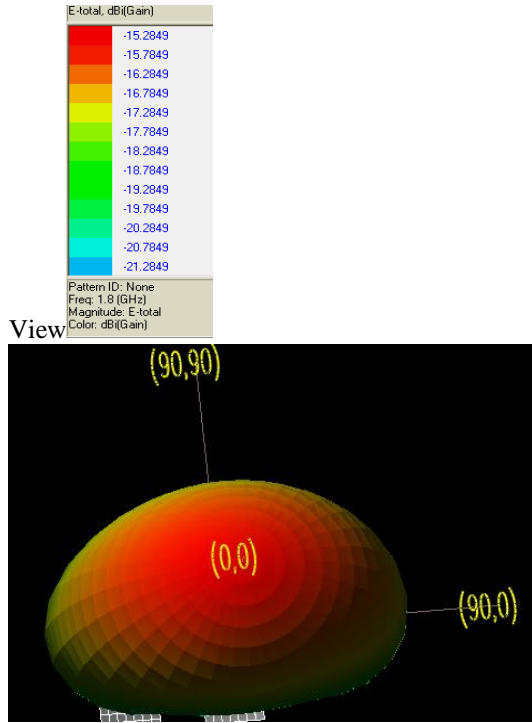 E-total, dBi(Gain)
-15.2849
-15.7849
-16.2849
-16.7849
-17.2849
-17.7849
-18.2849
-18.7849
-19.2849
-19.7849
-20.2849
-20.7849
-21.2849
Pattern ID: None
Freq: 1.8 (GHz)
Magnitude: E-total
Color: dBi(Gain)
View
(90,90)
(0,0)
(90,0)